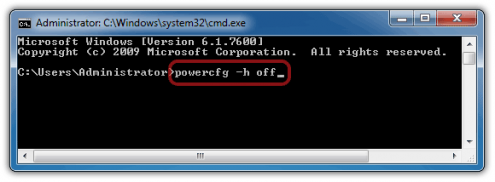 Administrator: C:\Windows\system32\cmd.exe
Microsoft Windows [Version 6.1.7600]
Copyright (c) 2009 Microsoft Corporation.  All rights reserved.
C:\Users\Administrator>powercfg -h off_